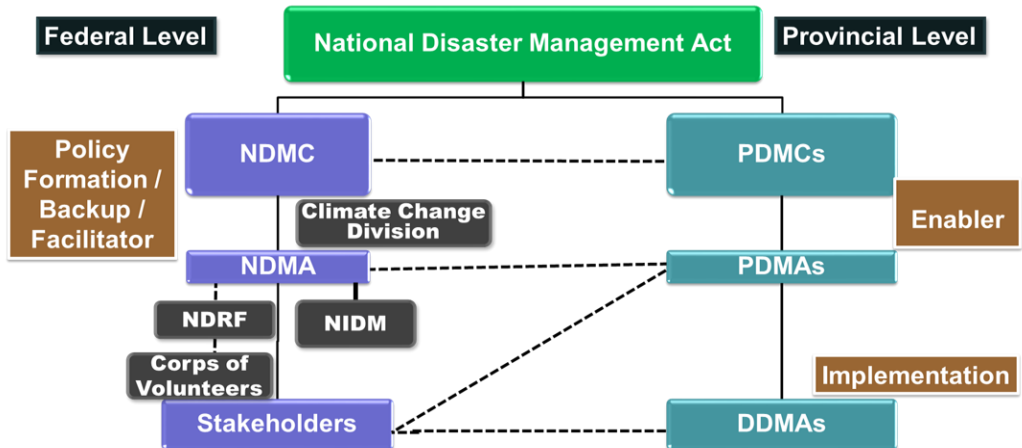 Federal Level
National Disaster Management Act
Provincial Level
NDMC
PDMCs
Policy
Formation /
Backup /
Facilitator
Climate Change
Division
Enabler
NDMA
PDMAs
NDRF
NIDM
Corps of
Volunteers
Implementation
Stakeholders
DDMAs